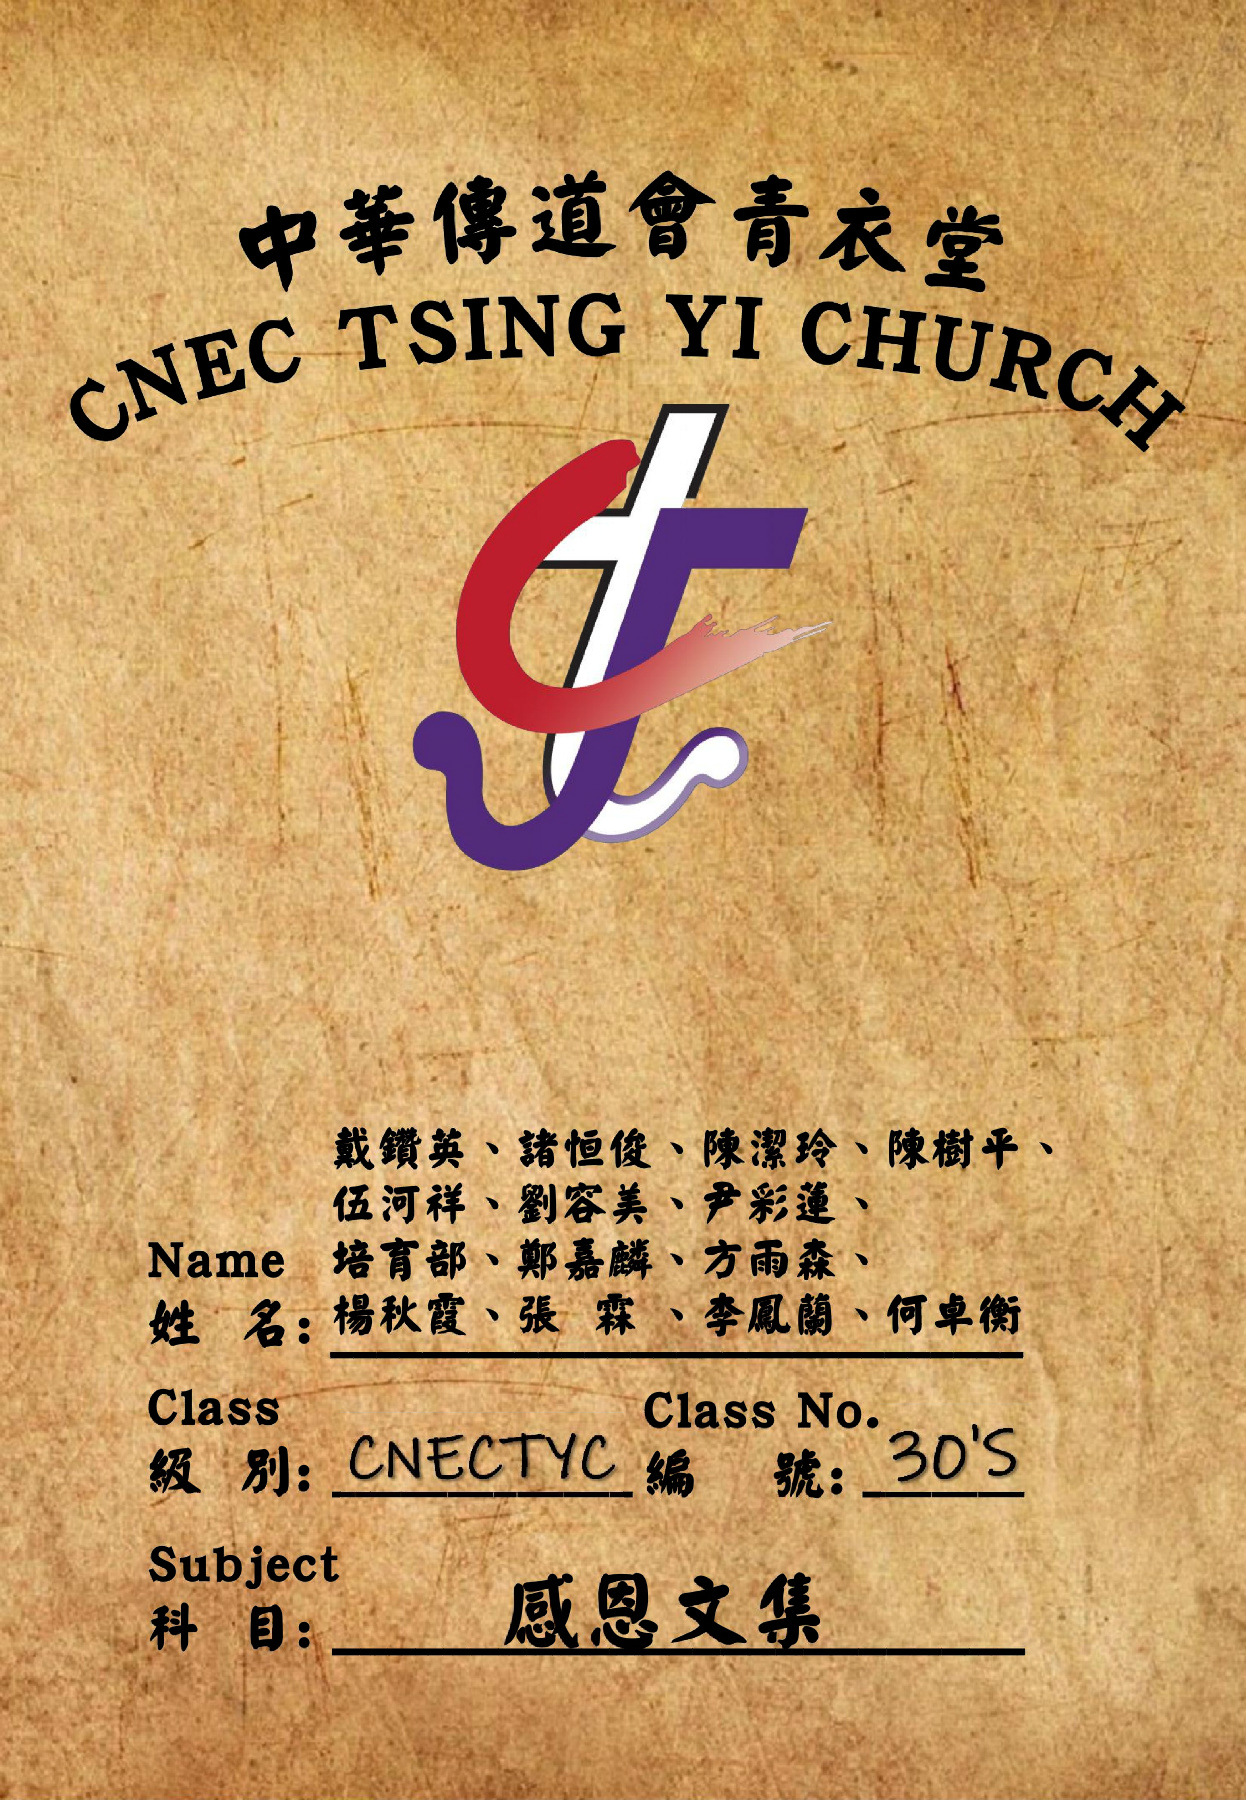 中華傳道會青衣堂
CNEC TSING YI CHURCH
戴鑽英、諸恒俊、陳潔玲、陳樹平、
伍河祥、劉容美、尹彩蓮、
Name 培育部、鄭嘉麟、方雨森、
姓 名: 楊秋霞、張 霖 、李鳳蘭、何卓衡
Class Class No.
級 別: CNECTYC 編 號: 30'S
Subject
科 目: 感恩文集